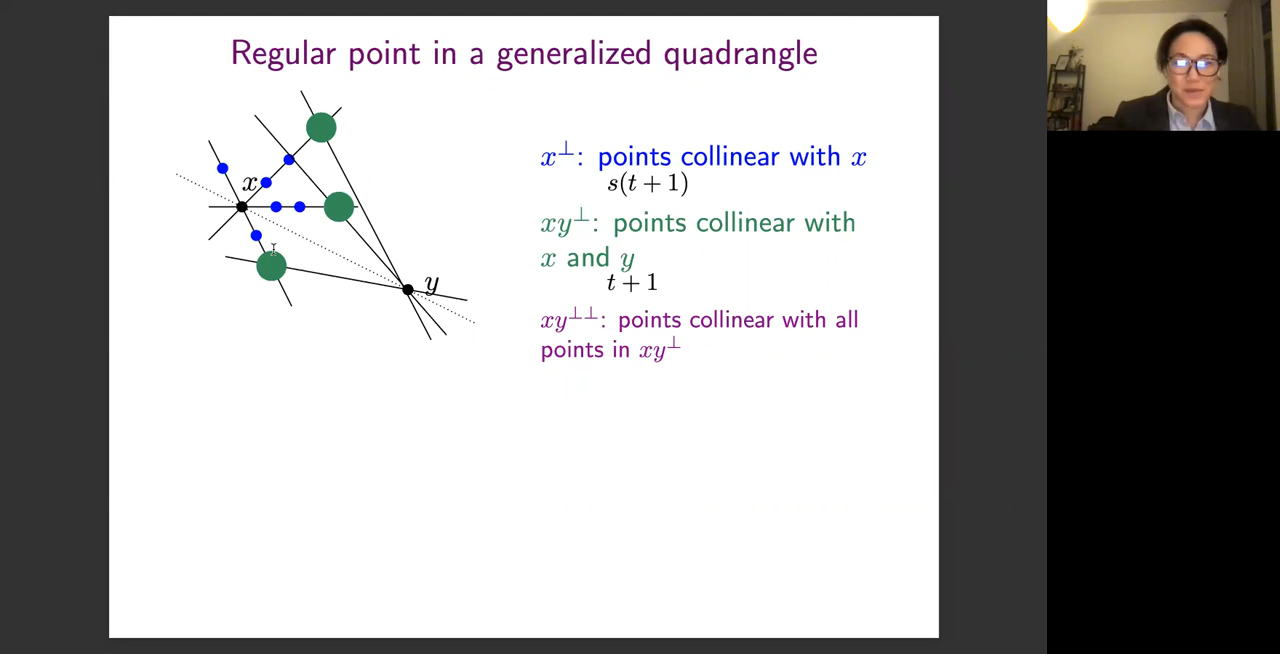 Regular point in a generalized quadrangle
x
y
x⊥: points collinear with x
s(t + 1)
xy⊥: points collinear with
x and y
t + 1
xy⊥⊥: points collinear with all
points in xy⊥